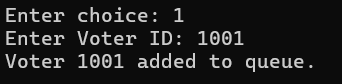 Enter choice: 1
Enter Voter ID: 1001
Voter 1001 added to queue.